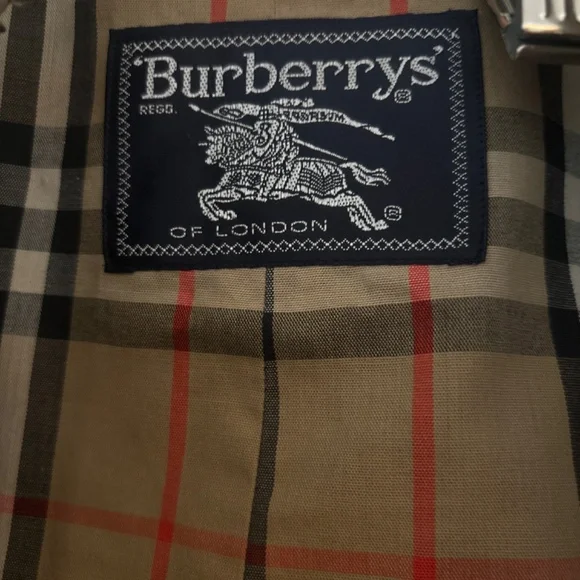 'Burberrys'®
REGD.
®
OF LONDON